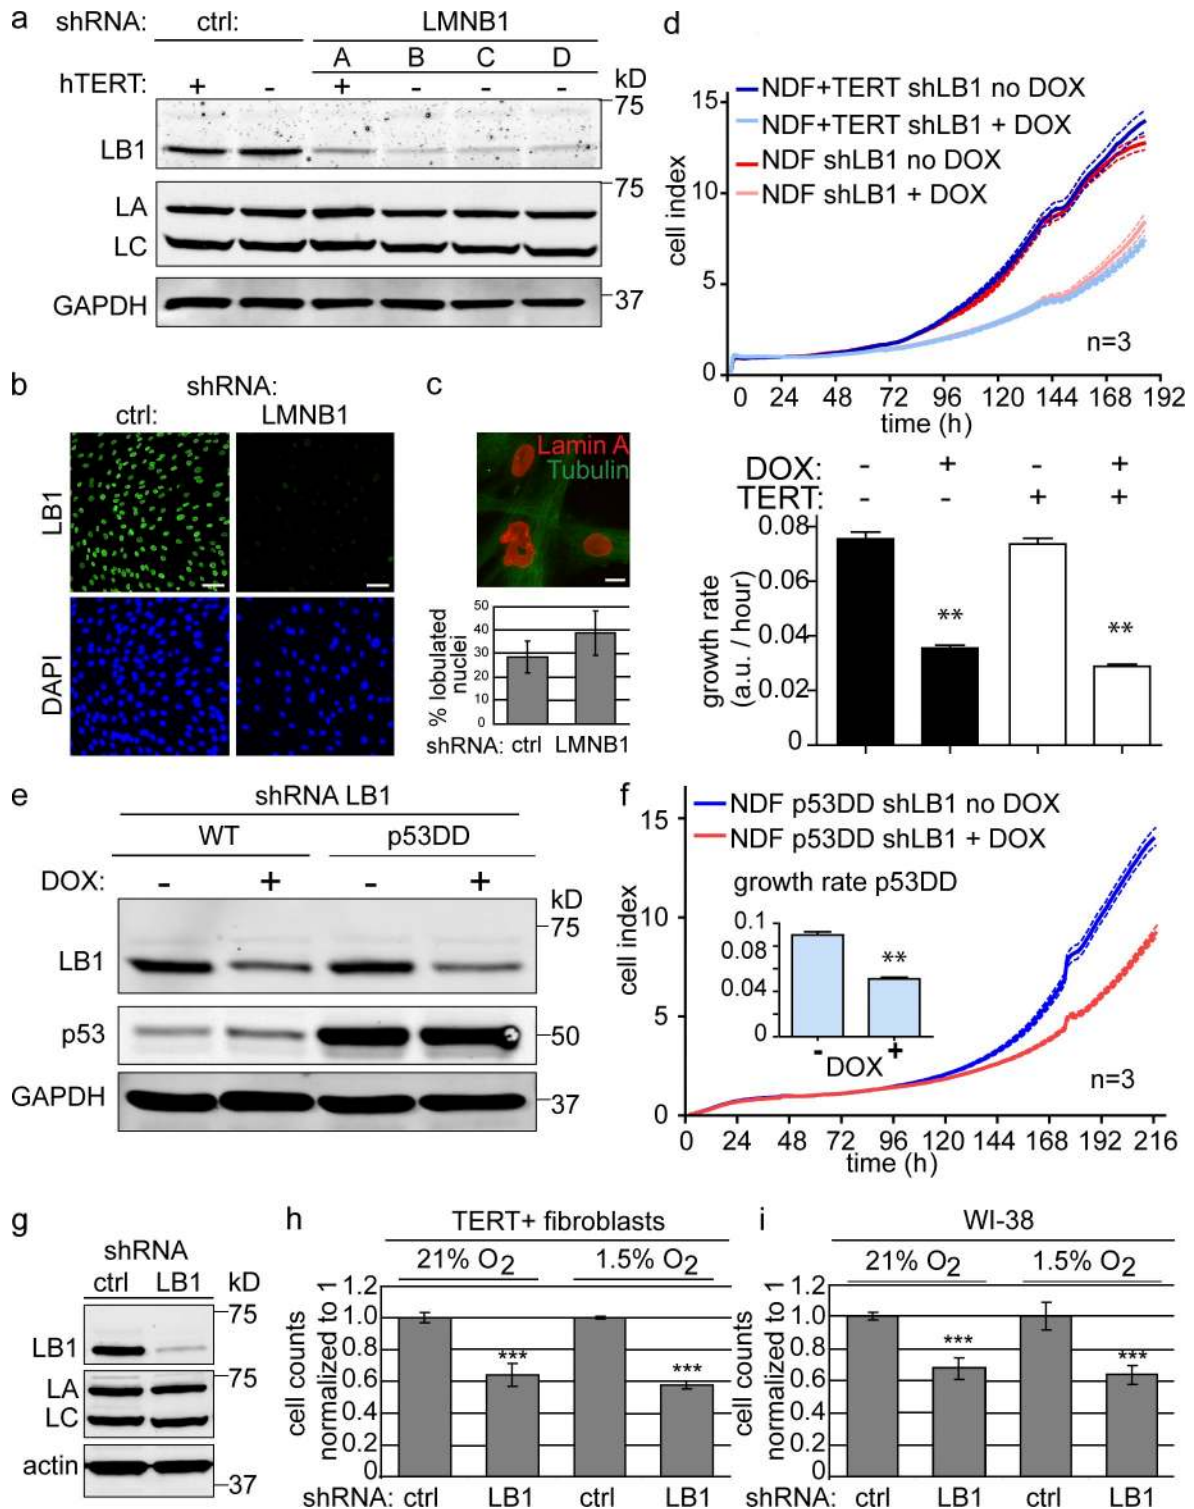 a
shRNA: ctrl: LMNB1
A B C D
hTERT: + - + - - - kD
75
LB1
75
LA
LC
GAPDH
37
b
shRNA:
ctrl: LMNB1
LB1
DAPI
c
Lamin A
Tubulin
% lobulated
nuclei
50
40
30
20
10
0
shRNA: ctrl LMNB1
d
NDF+TERT shLB1 no DOX
NDF+TERT shLB1 + DOX
NDF shLB1 no DOX
NDF shLB1 + DOX
cell index
15
10
5
0
n=3
0 24 48 72 96 120 144 168 192
time (h)
DOX: - + - +
TERT: - - + +
growth rate
(a.u. / hour)
0.08
0.06
0.04
0.02
0
** **
e
shRNA LB1
WT p53DD
DOX: - + - +
kD
75
LB1
p53
50
GAPDH
37
f
NDF p53DD shLB1 no DOX
NDF p53DD shLB1 + DOX
growth rate p53DD
0.1
0.08
0.04
0
**
- DOX +
cell index
15
10
5
0
n=3
0 24 48 72 96 120 144 168 192 216
time (h)
g
shRNA
ctrl LB1 kD
75
LB1
75
LA
LC
actin
37
h
TERT+ fibroblasts
21% O2 1.5% O2
cell counts
normalized to 1
1.2
1.0
0.8
0.6
0.4
0.2
0
*** ***
shRNA: ctrl LB1 ctrl LB1
i
WI-38
21% O2 1.5% O2
cell counts
normalized to 1
1.2
1.0
0.8
0.6
0.4
0.2
0
*** ***
shRNA: ctrl LB1 ctrl LB1